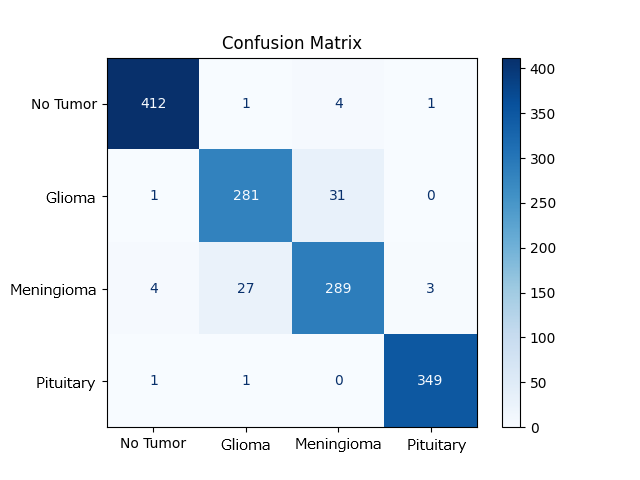 Confusion Matrix
No Tumor 412 1 4 1
Glioma 1 281 31 0
Meningioma 4 27 289 3
Pituitary 1 1 0 349
No Tumor Glioma Meningioma Pituitary
400
350
300
250
200
150
100
50
0